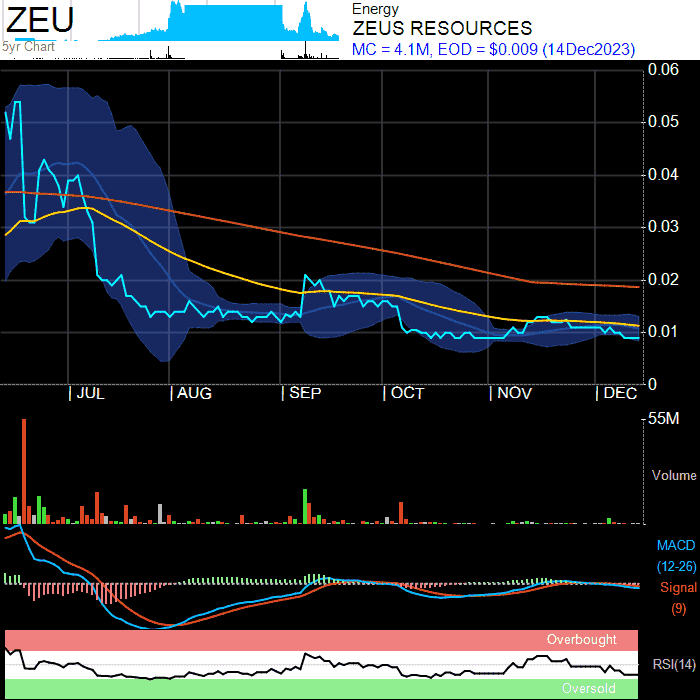 ZEU
5yr Chart
Energy
ZEUS RESOURCES
MC = 4.1M, EOD = $0.009 (14Dec2023)
0.06
0.05
0.04
0.03
0.02
0.01
0
| JUL | AUG | SEP | OCT | NOV | DEC
55M
Volume
MACD
(12-26)
Signal
(9)
Overbought
RSI(14)
Oversold